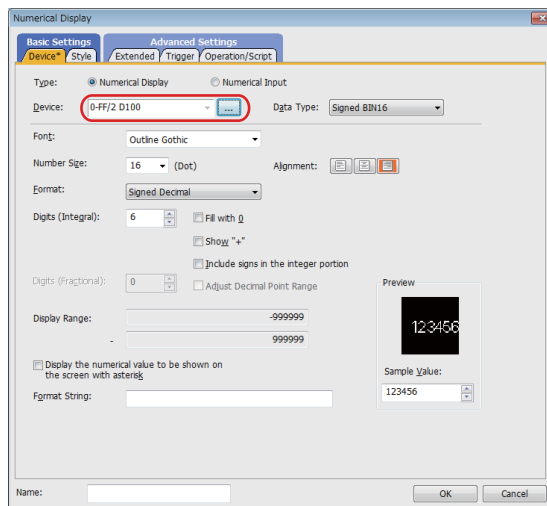 Numerical Display
Basic Settings Advanced Settings
Device* Style Extended Trigger Operation/Script
Type: Numerical Display Numerical Input
Device: 0-FF/2 D100 ... Data Type: Signed BIN16
Font: Outline Gothic
Number Size: 16 (Dot) Alignment:
Format: Signed Decimal
Digits (Integral): 6 Fill with 0
Show "+"
Include signs in the integer portion
Digits (Fractional): 0 Adjust Decimal Point Range
Preview
Display Range: -999999
123456
- 999999
Display the numerical value to be shown on
the screen with asterisk
Sample Value:
123456
Format String:
Name: OK Cancel